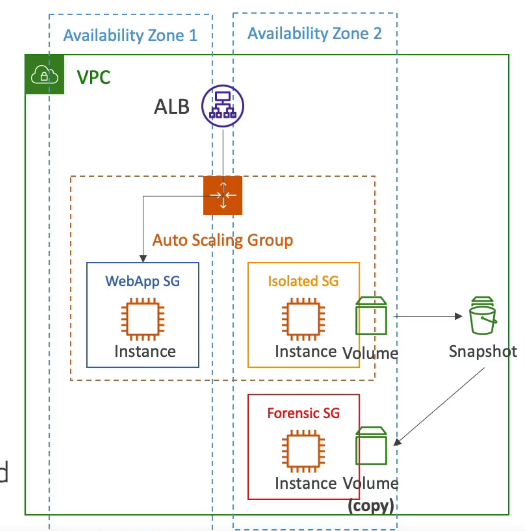 Availability Zone 1
Availability Zone 2
VPC
ALB
Auto Scaling Group
WebApp SG
Isolated SG
Instance
Instance
Volume
Snapshot
Forensic SG
Instance
Volume
(copy)
d